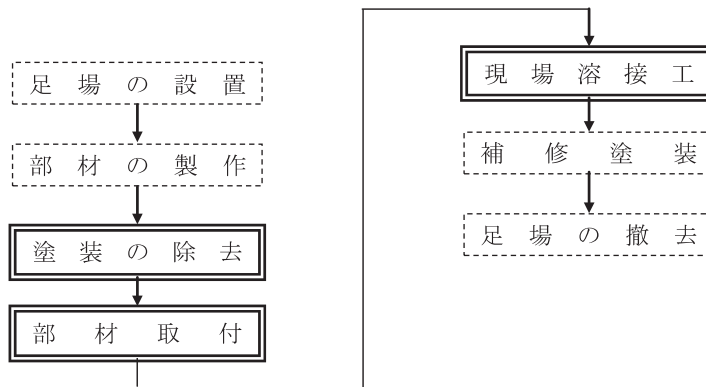 足場の設置
部材の製作
塗装の除去
部材取付
現場溶接工
補修塗装
足場の撤去